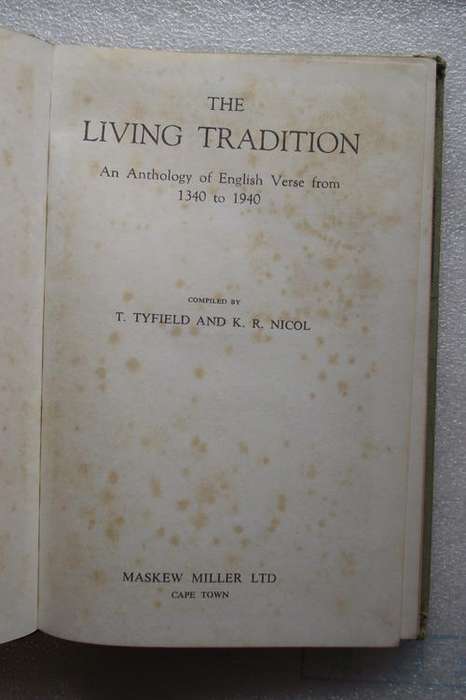 THE
LIVING TRADITION
An Anthology of English Verse from
1340 to 1940
COMPILED BY
T. TYFIELD AND K. R. NICOL
MASKEW MILLER LTD
CAPE TOWN